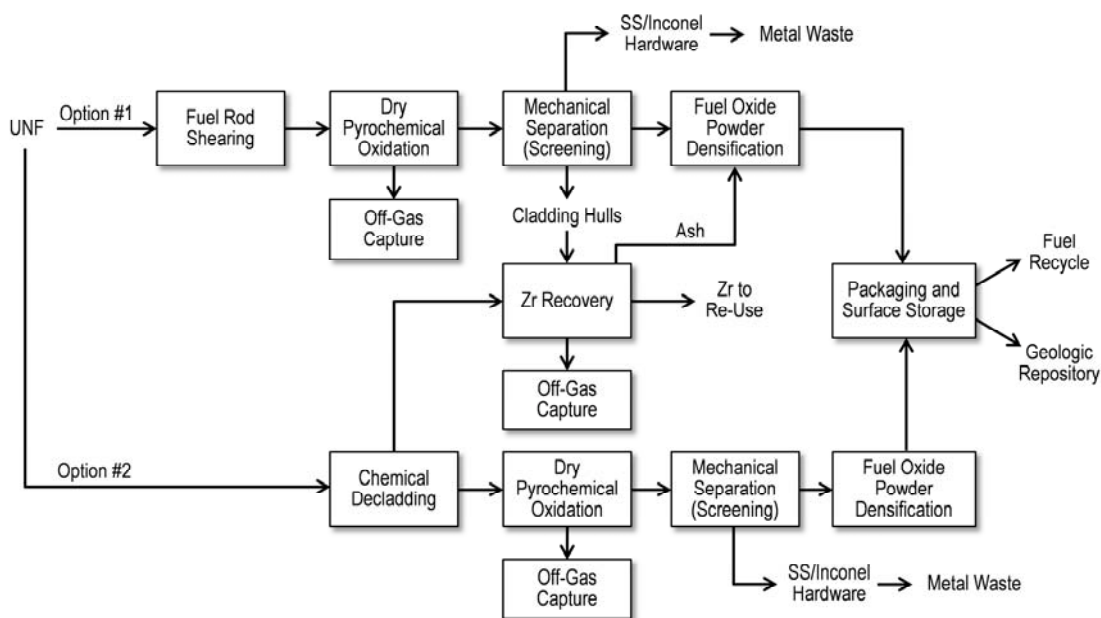 SS/Inconel
Hardware
Metal Waste
UNF
Option #1
Fuel Rod
Shearing
Dry
Pyrochemical
Oxidation
Mechanical
Separation
(Screening)
Fuel Oxide
Powder
Densification
Off-Gas
Capture
Cladding Hulls
Ash
Zr Recovery
Zr to
Re-Use
Packaging and
Surface Storage
Fuel
Recycle
Geologic
Repository
Off-Gas
Capture
Option #2
Chemical
Decladding
Dry
Pyrochemical
Oxidation
Mechanical
Separation
(Screening)
Fuel Oxide
Powder
Densification
Off-Gas
Capture
SS/Inconel
Hardware
Metal Waste